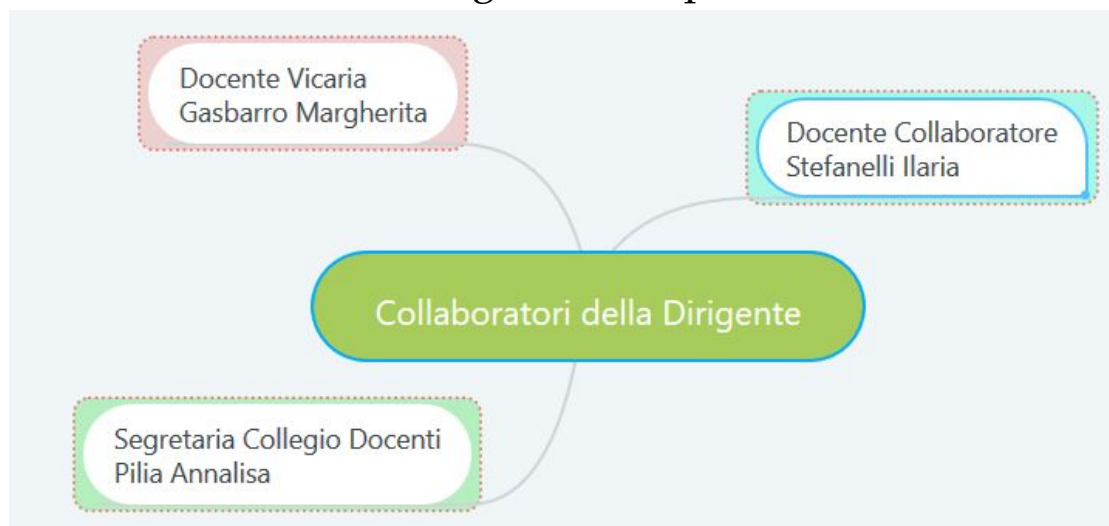 Docente Vicaria
Gasbarro Margherita
Docente Collaboratore
Stefanelli Ilaria
Collaboratori della Dirigente
Segretaria Collegio Docenti
Pilia Annalisa